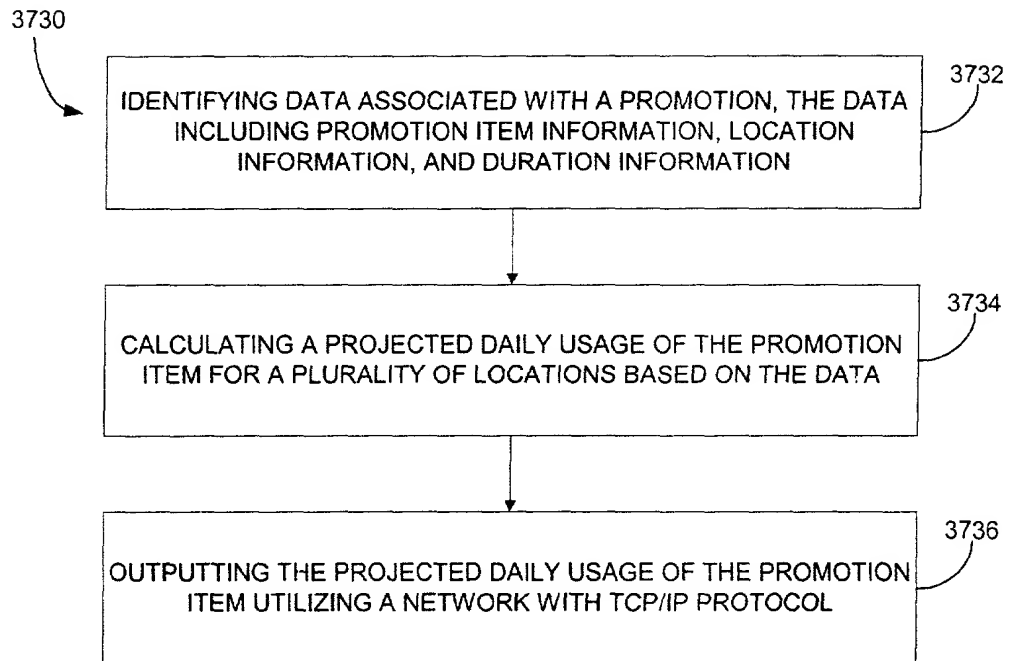 3730
3732
IDENTIFYING DATA ASSOCIATED WITH A PROMOTION, THE DATA
INCLUDING PROMOTION ITEM INFORMATION, LOCATION
INFORMATION, AND DURATION INFORMATION
3734
CALCULATING A PROJECTED DAILY USAGE OF THE PROMOTION
ITEM FOR A PLURALITY OF LOCATIONS BASED ON THE DATA
3736
OUTPUTTING THE PROJECTED DAILY USAGE OF THE PROMOTION
ITEM UTILIZING A NETWORK WITH TCP/IP PROTOCOL